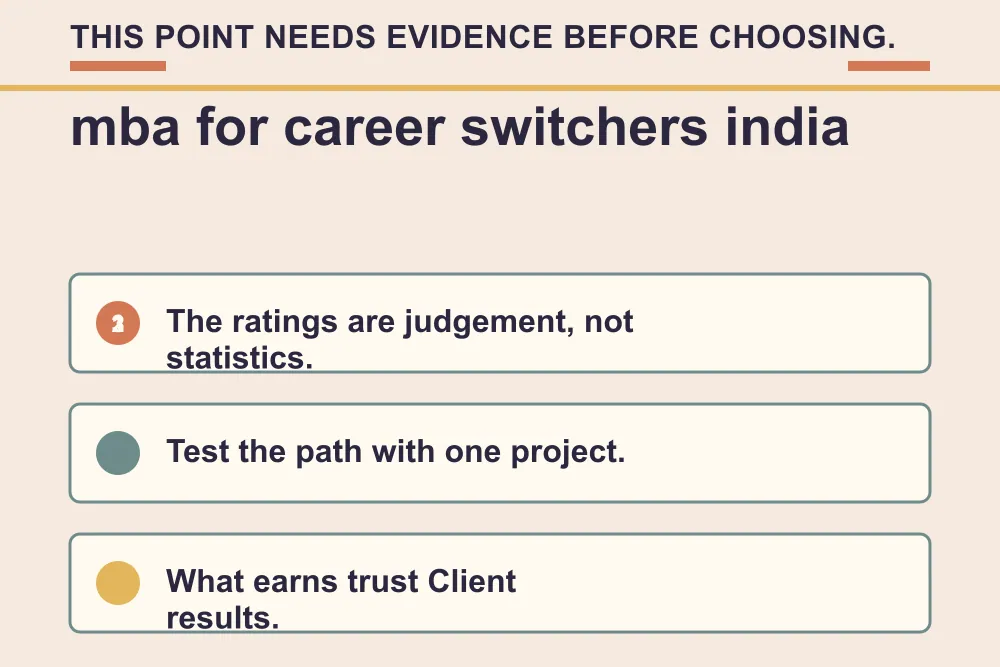 THIS POINT NEEDS EVIDENCE BEFORE CHOOSING.
mba for career switchers india
The ratings are judgement, not
statistics.
Test the path with one project.
What earns trust Client
results.